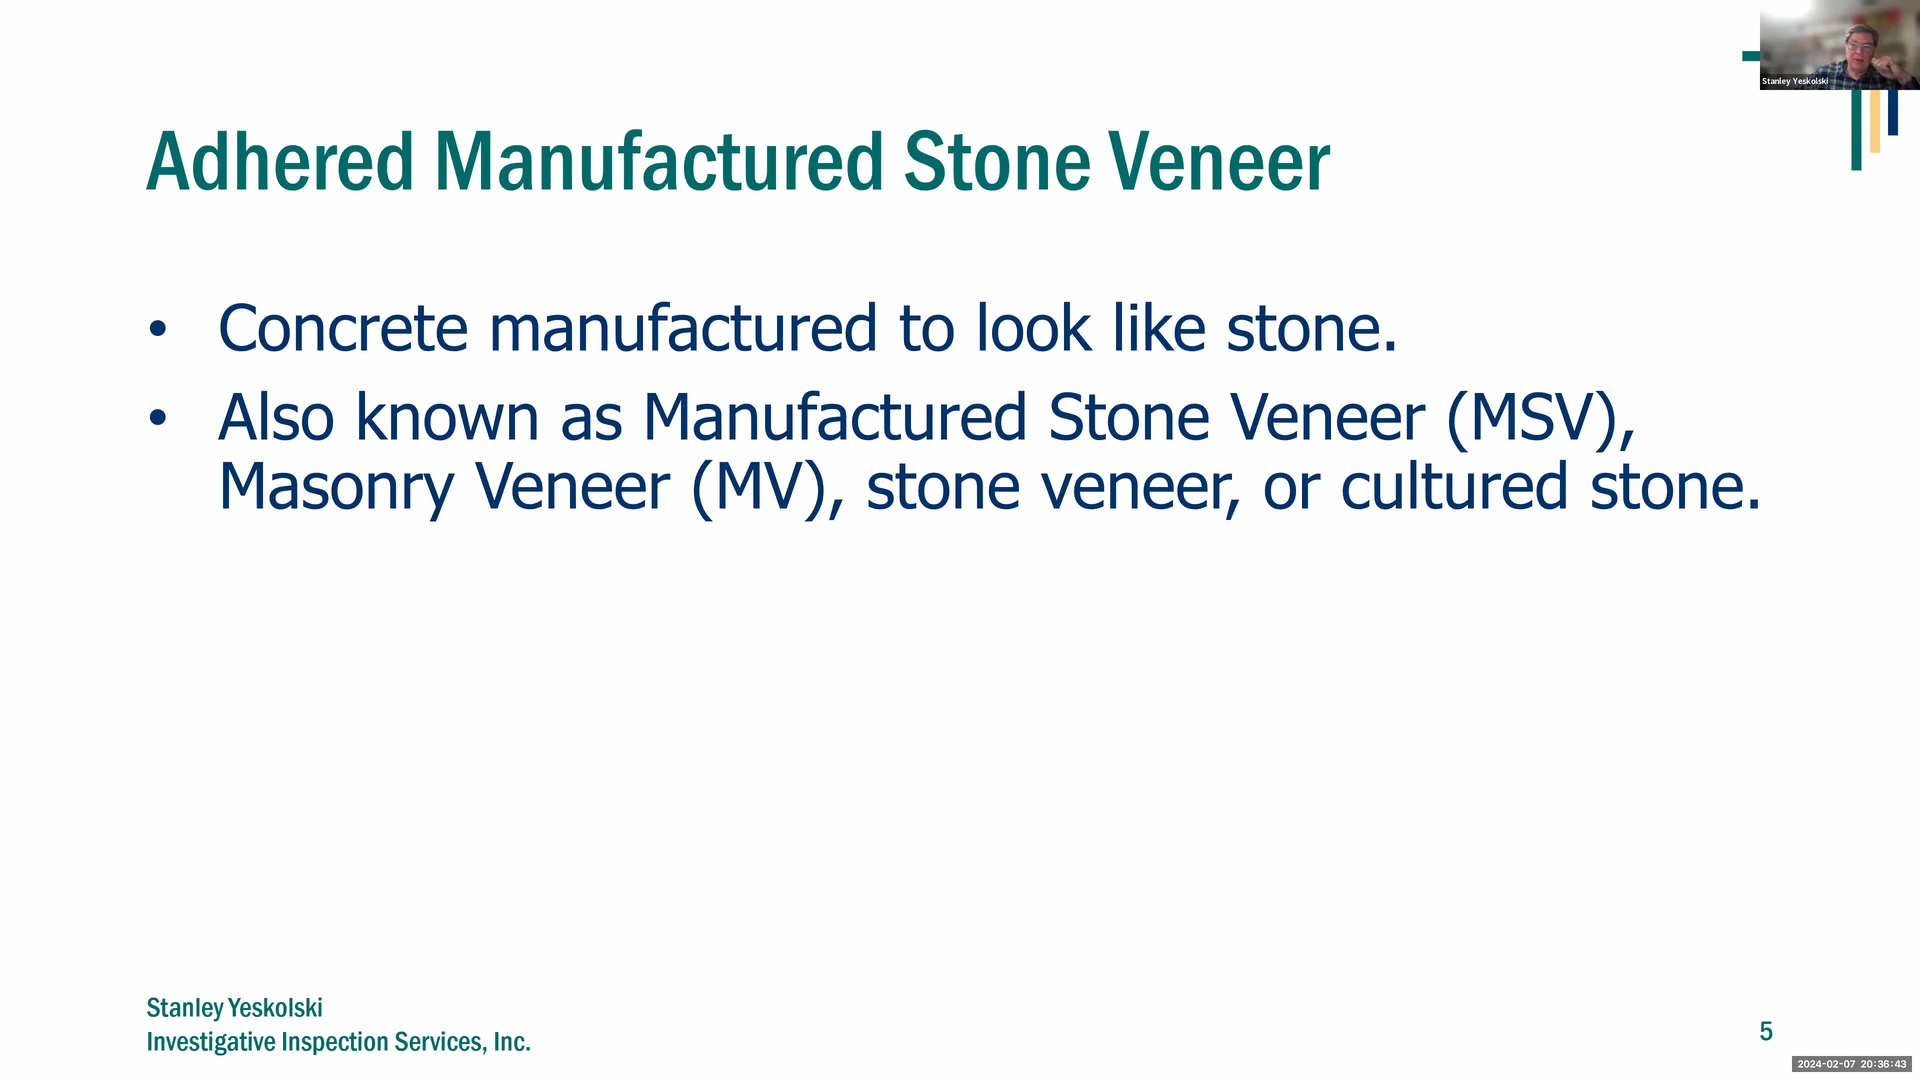 Stanley Yeskolski
Adhered Manufactured Stone Veneer
• Concrete manufactured to look like stone.
• Also known as Manufactured Stone Veneer (MSV),
Masonry Veneer (MV), stone veneer, or cultured stone.
Stanley Yeskolski
Investigative Inspection Services, Inc.
5
2024-02-07 20:36:43